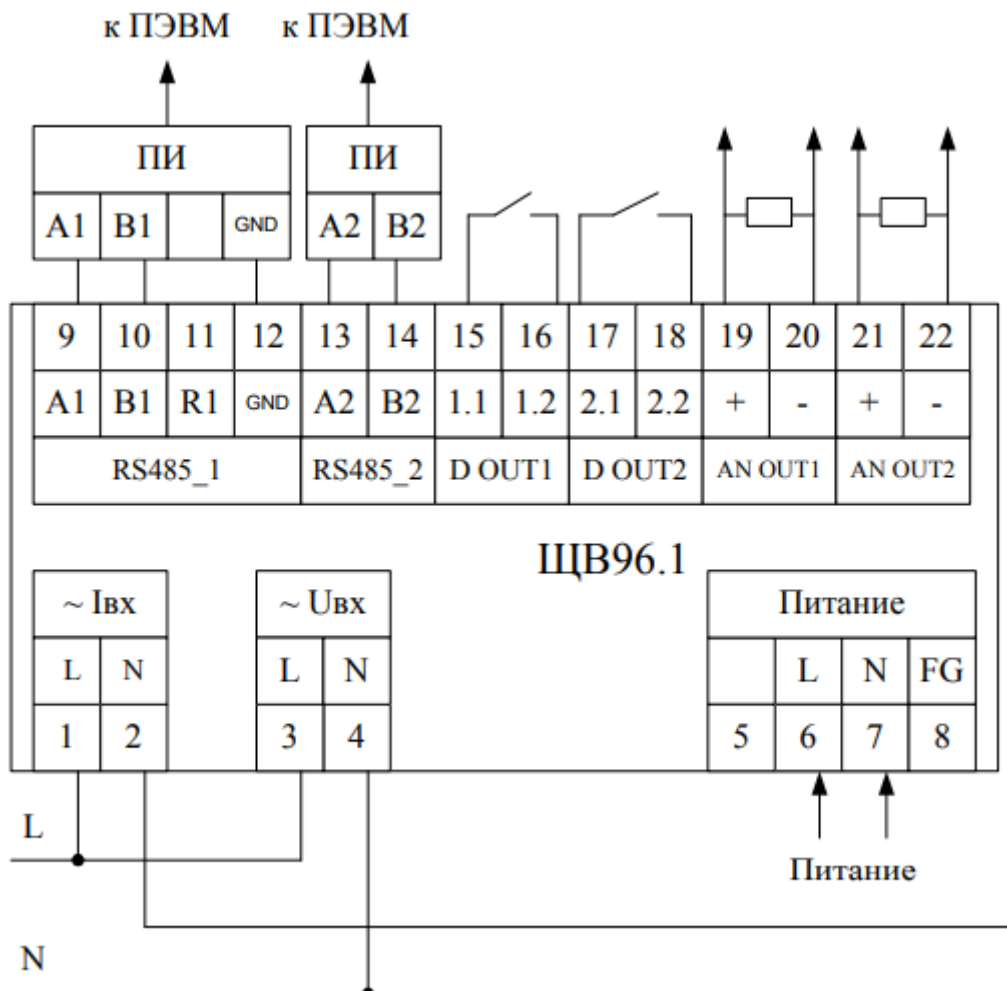 к ПЭВМ к ПЭВМ
ПИ ПИ
A1 B1 GND A2 B2
9 10 11 12 13 14 15 16 17 18 19 20 21 22
A1 B1 R1 GND A2 B2 1.1 1.2 2.1 2.2 + - + -
RS485_1 RS485_2 D OUT1 D OUT2 AN OUT1 AN OUT2
ЩВ96.1
~ Iвх ~ Uвх Питание
L N L N L N FG
1 2 3 4 5 6 7 8
L
Питание
N